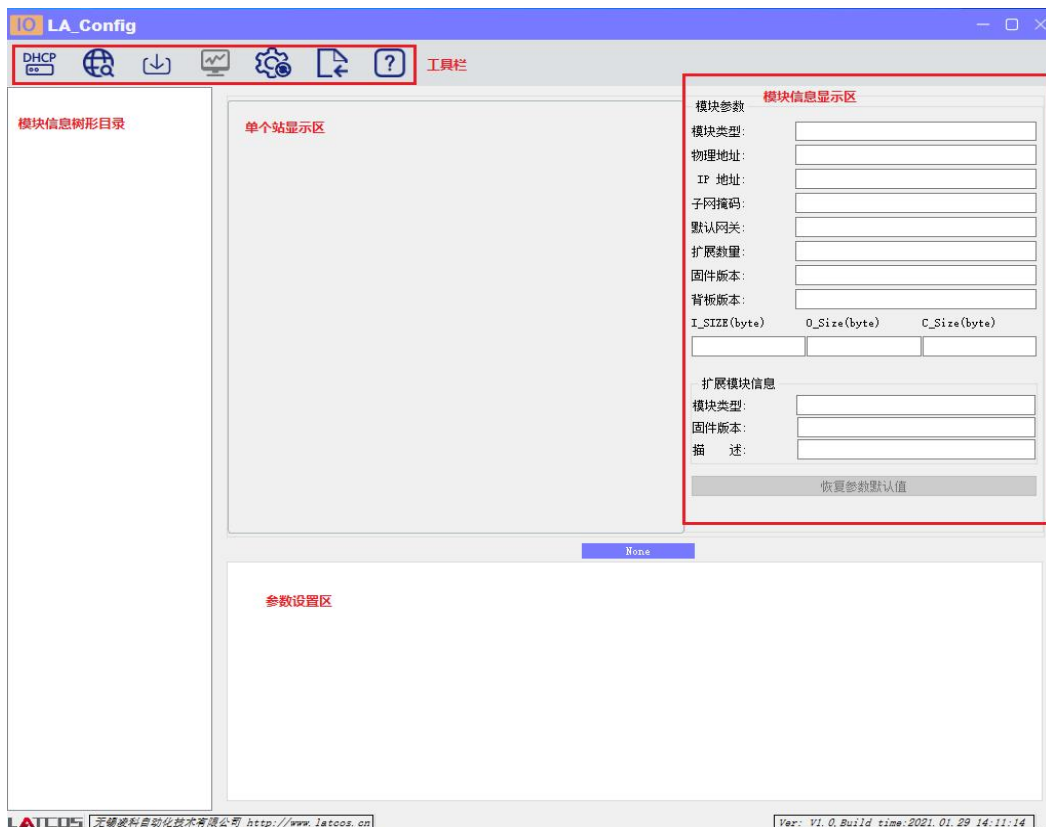 IO LA_Config
DHCP
工具栏
模块信息树形目录
单个站显示区
模块信息显示区
模块参数
模块类型:
物理地址:
IP 地址:
子网掩码:
默认网关:
扩展数量:
固件版本:
背板版本:
I_SIZE(byte) O_Size(byte) C_Size(byte)
扩展模块信息
模块类型:
固件版本:
描 述:
恢复参数默认值
None
参数设置区
LATCOS 无锡凌科自动化技术有限公司 http://www.latcos.cn
Ver: V1.0,Build time:2021.01.29 14:11:14